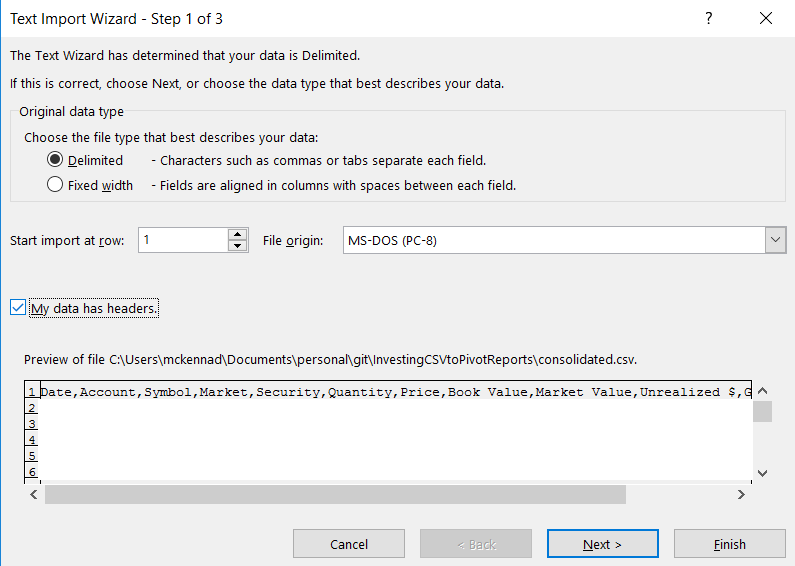 Text Import Wizard - Step 1 of 3
The Text Wizard has determined that your data is Delimited.
If this is correct, choose Next, or choose the data type that best describes your data.
Original data type
Choose the file type that best describes your data:
Delimited - Characters such as commas or tabs separate each field.
Fixed width - Fields are aligned in columns with spaces between each field.
Start import at row: 1 File origin: MS-DOS (PC-8)
My data has headers.
Preview of file C:\Users\mckennad\Documents\personal\git\InvestingCSVtoPivotReports\consolidated.csv.
1 Date,Account,Symbol,Market,Security,Quantity,Price,Book Value,Market Value,Unrealized $,G
2
3
4
5
6
Cancel < Back Next > Finish